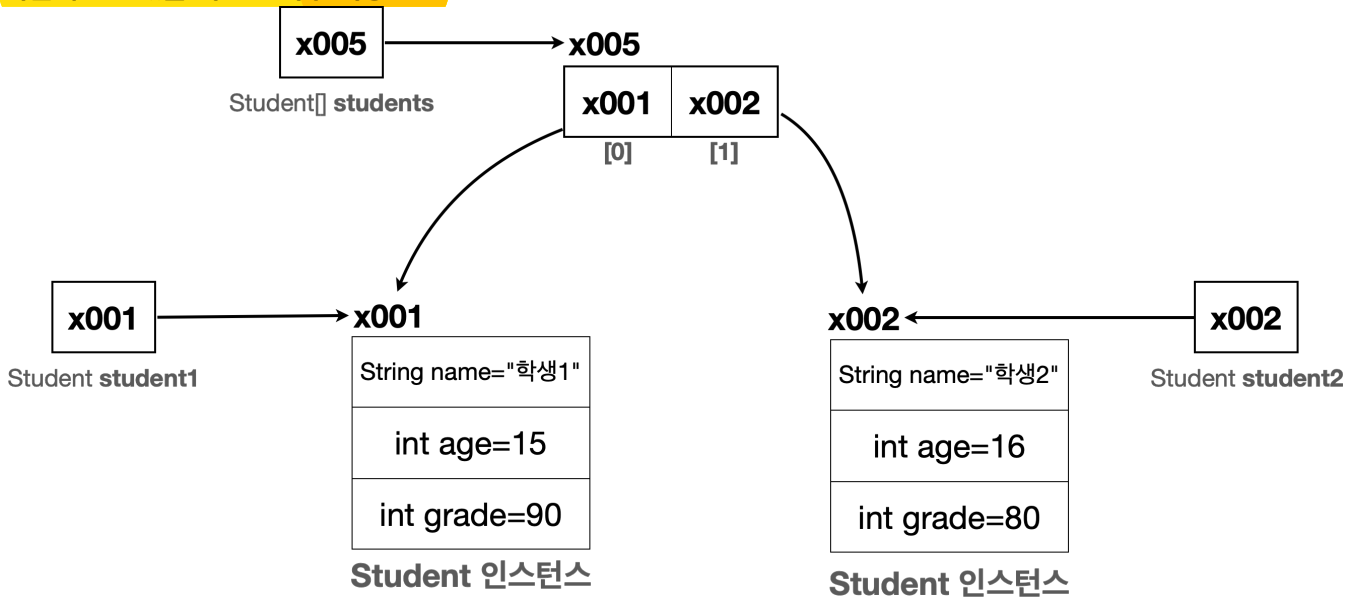 x005
x005
Student[] students
x001 x002
[0] [1]
x001
x001
x002
x002
Student student1
String name="학생1"
String name="학생2"
Student student2
int age=15
int age=16
int grade=90
int grade=80
Student 인스턴스
Student 인스턴스